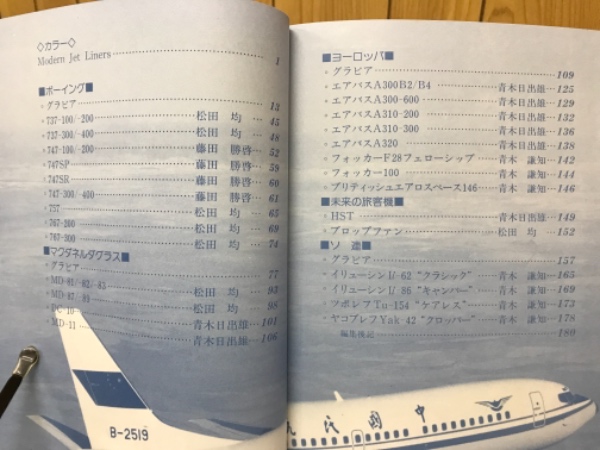 ◇カラー◇
Modern Jet Liners 1
■ボーイング■
・グラビア 13
・737-100/-200 松田 均 45
・737-300/-400 松田 均 48
・747-100/-200 藤田 勝啓 52
・747SP 藤田 勝啓 59
・747SR 藤田 勝啓 60
・747-300/-400 藤田 勝啓 61
・757 松田 均 65
・767-200 松田 均 69
・767-300 松田 均 74
■マクダネルダグラス■
・グラビア 77
・MD-81/-82/-83 松田 均 93
・MD-87/-88 松田 均 98
・DC-10 青木日出雄 101
・MD-11 青木日出雄 106
B-2519
■ヨーロッパ■
・グラビア 109
・エアバスA300B2/B4 青木日出雄 125
・エアバスA300-600 青木日出雄 129
・エアバスA310-200 青木日出雄 132
・エアバスA310-300 青木日出雄 136
・エアバスA320 青木日出雄 138
・フォッカーF28フェローシップ 青木 謙知 142
・フォッカー100 青木 謙知 144
・ブリティッシュエアロスペース146 青木 謙知 146
■未来の旅客機■
・HST 青木日出雄 149
・プロップファン 松田 均 152
■ソ 連■
・グラビア 157
・イリューシンIl-62 “クラシック” 青木 謙知 165
・イリューシンIl-86 “キャンバー” 青木 謙知 169
・ツポレフTu-154 “ケアレス” 青木 謙知 173
・ヤコブレフYak-42 “クロッバー” 青木 謙知 178
編集後記 180
民國中